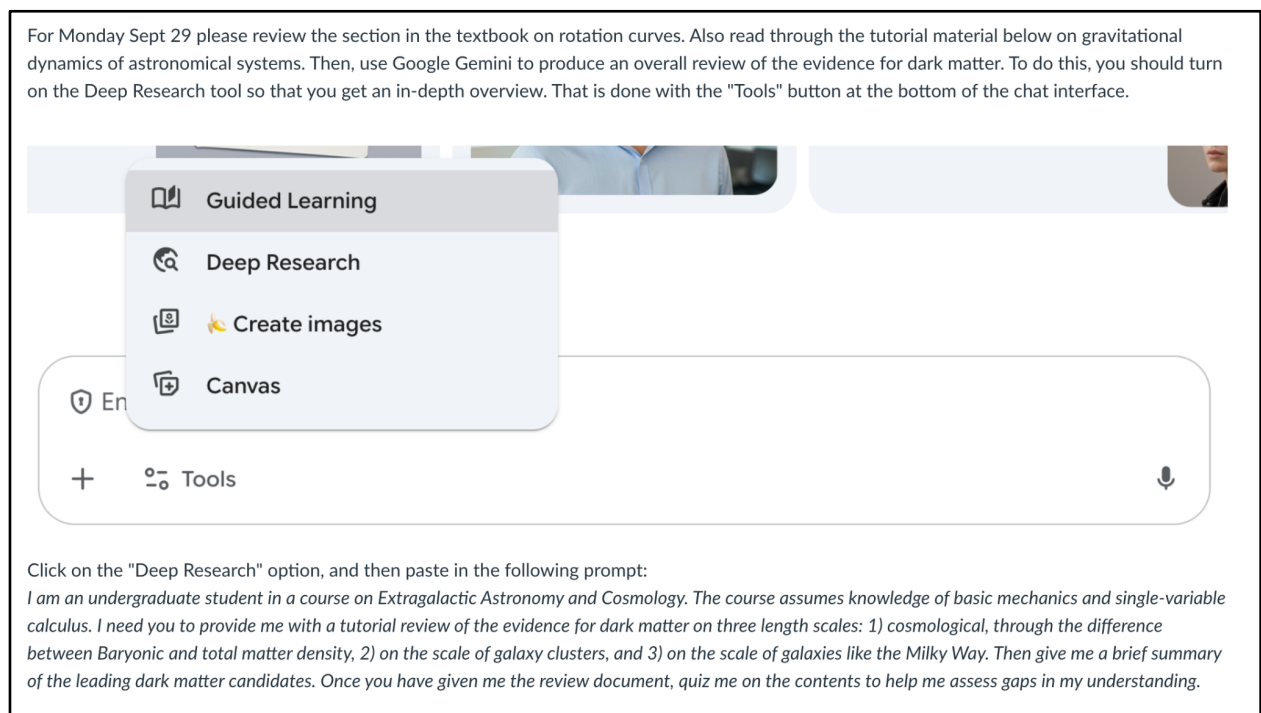 For Monday Sept 29 please review the section in the textbook on rotation curves. Also read through the tutorial material below on gravitational
dynamics of astronomical systems. Then, use Google Gemini to produce an overall review of the evidence for dark matter. To do this, you should turn
on the Deep Research tool so that you get an in-depth overview. That is done with the "Tools" button at the bottom of the chat interface.
Guided Learning
Deep Research
Create images
Canvas
En
Tools
Click on the "Deep Research" option, and then paste in the following prompt:
I am an undergraduate student in a course on Extragalactic Astronomy and Cosmology. The course assumes knowledge of basic mechanics and single-variable
calculus. I need you to provide me with a tutorial review of the evidence for dark matter on three length scales: 1) cosmological, through the difference
between Baryonic and total matter density, 2) on the scale of galaxy clusters, and 3) on the scale of galaxies like the Milky Way. Then give me a brief summary
of the leading dark matter candidates. Once you have given me the review document, quiz me on the contents to help me assess gaps in my understanding.